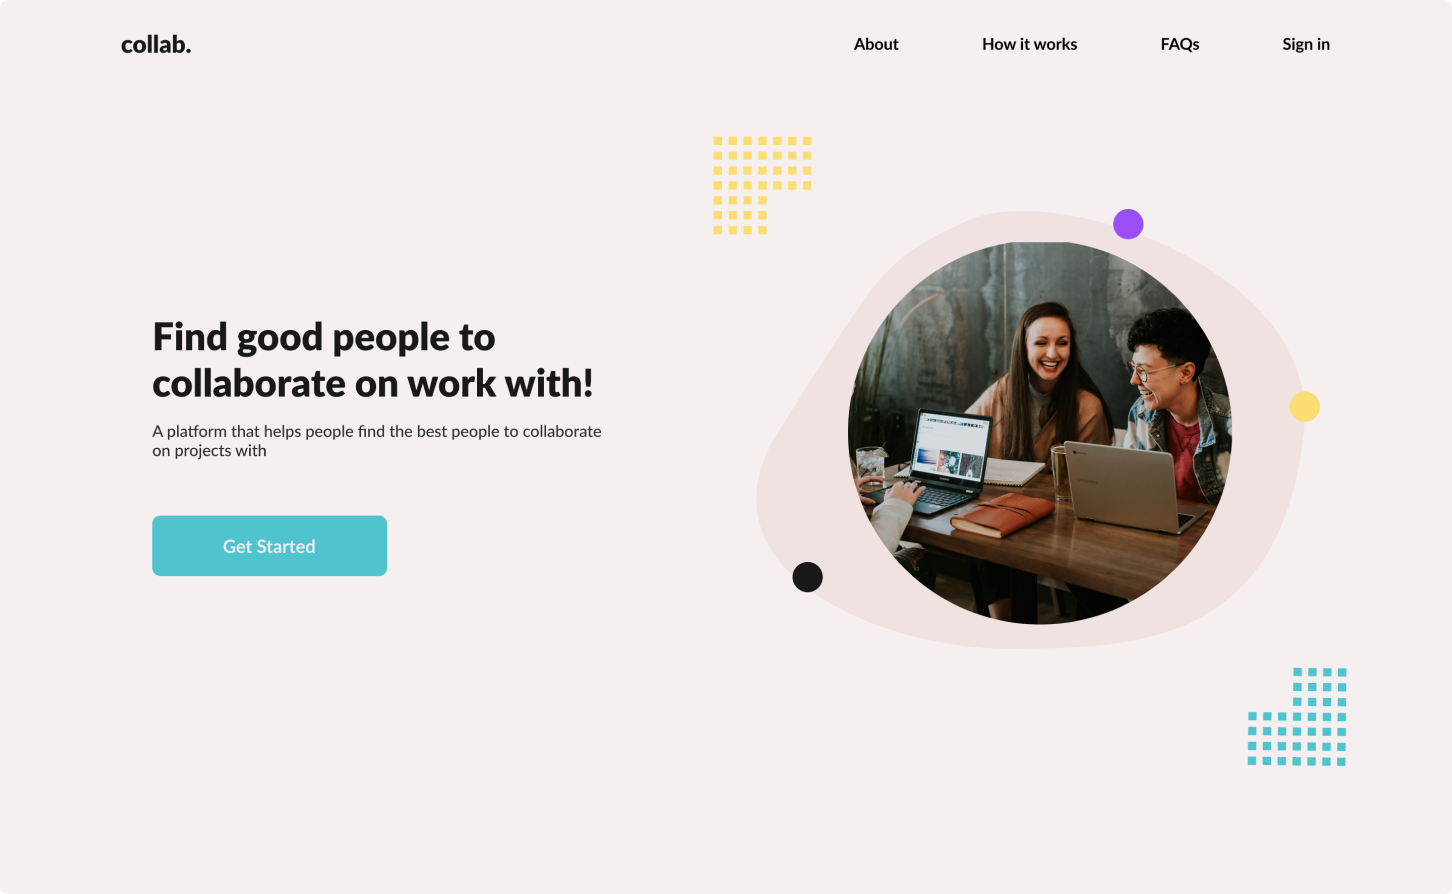 collab.
About
How it works
FAQs
Sign in
Find good people to
collaborate on work with!
A platform that helps people find the best people to collaborate
on projects with
Get Started